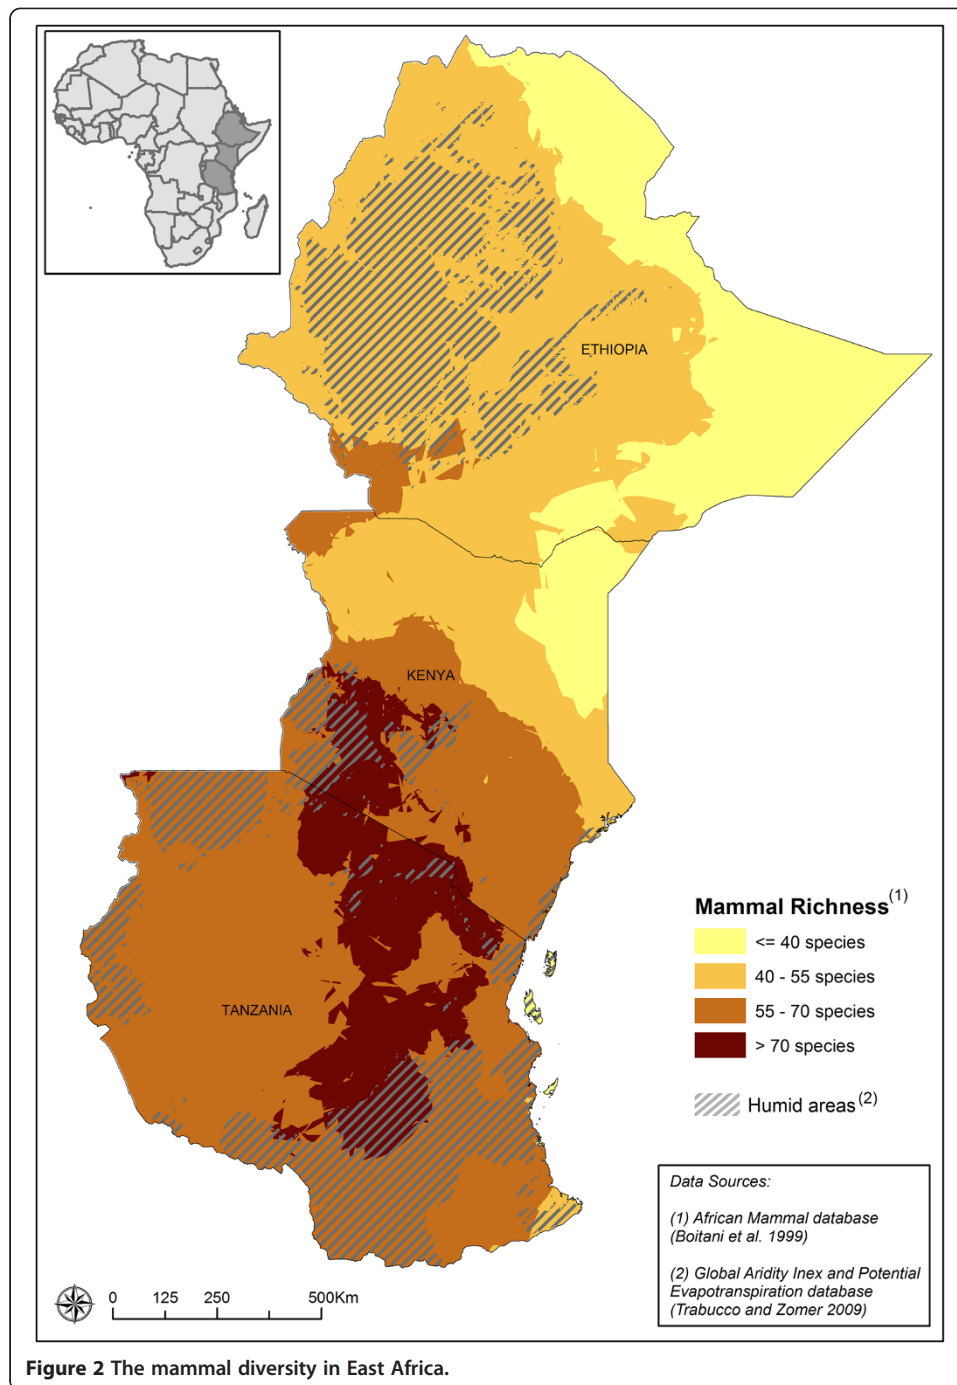 ETHIOPIA
KENYA
TANZANIA
Mammal Richness(1)
<= 40 species
40 - 55 species
55 - 70 species
> 70 species
Humid areas(2)
Data Sources:
(1) African Mammal database
(Boitani et al. 1999)
(2) Global Aridity Inex and Potential
Evapotranspiration database
(Trabucco and Zomer 2009)
0 125 250 500Km
Figure 2 The mammal diversity in East Africa.